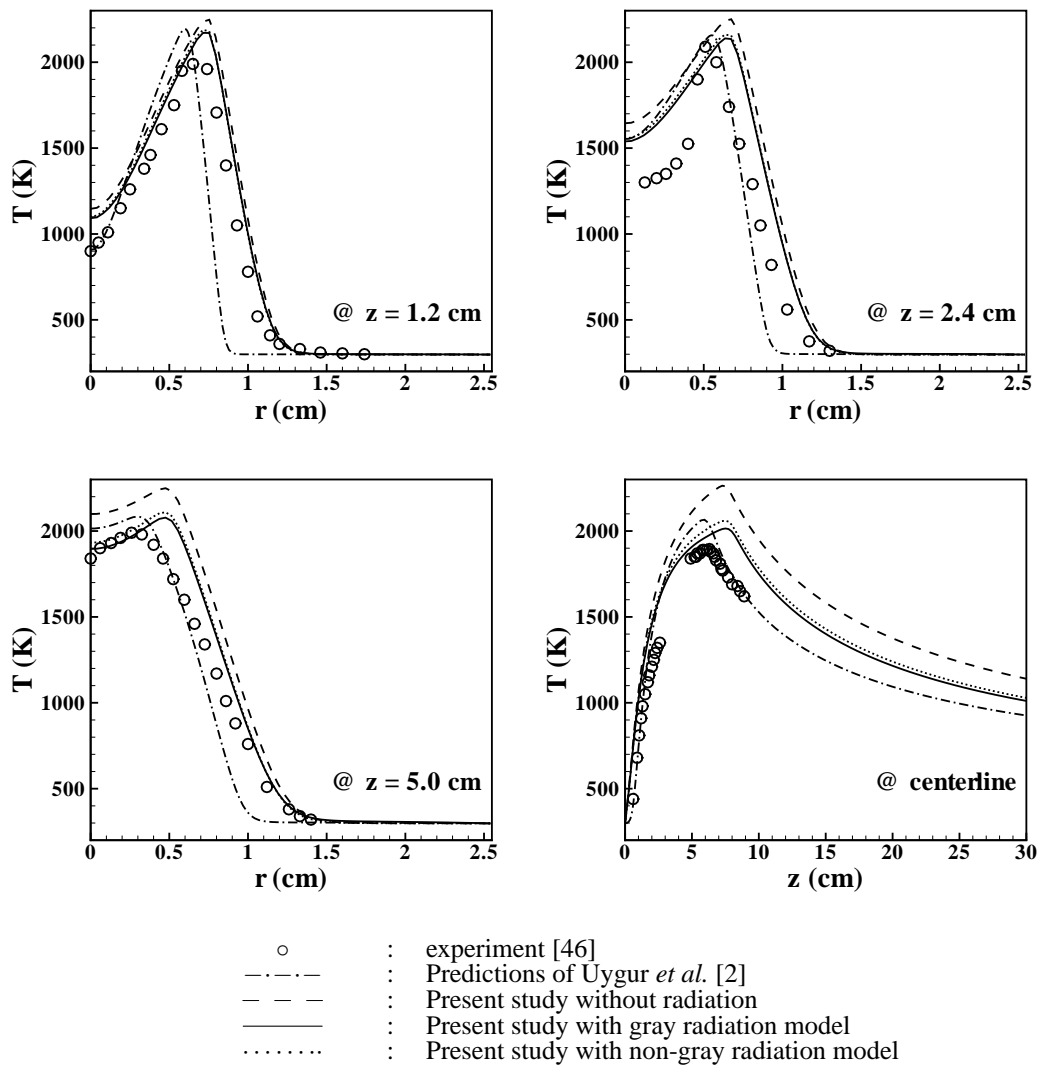 T (K)
2000
1500
1000
500
0 0.5 1 1.5 2 2.5
r (cm)
@ z = 1.2 cm
T (K)
2000
1500
1000
500
0 0.5 1 1.5 2 2.5
r (cm)
@ z = 2.4 cm
T (K)
2000
1500
1000
500
0 0.5 1 1.5 2 2.5
r (cm)
@ z = 5.0 cm
T (K)
2000
1500
1000
500
0 5 10 15 20 25 30
z (cm)
@ centerline
: experiment [46]
: Predictions of Uygur et al. [2]
: Present study without radiation
: Present study with gray radiation model
: Present study with non-gray radiation model